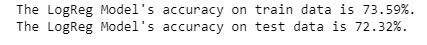 The LogReg Model's accuracy on train data is 73.59%.
The LogReg Model's accuracy on test data is 72.32%.